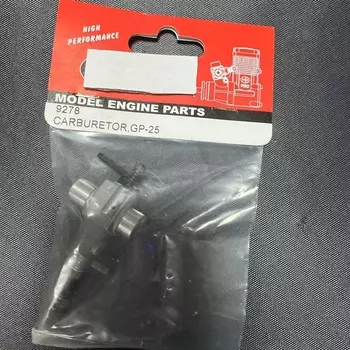 HIGH
PERFORMANCE
MODEL ENGINE PARTS
9278
CARBURETOR,GP-25